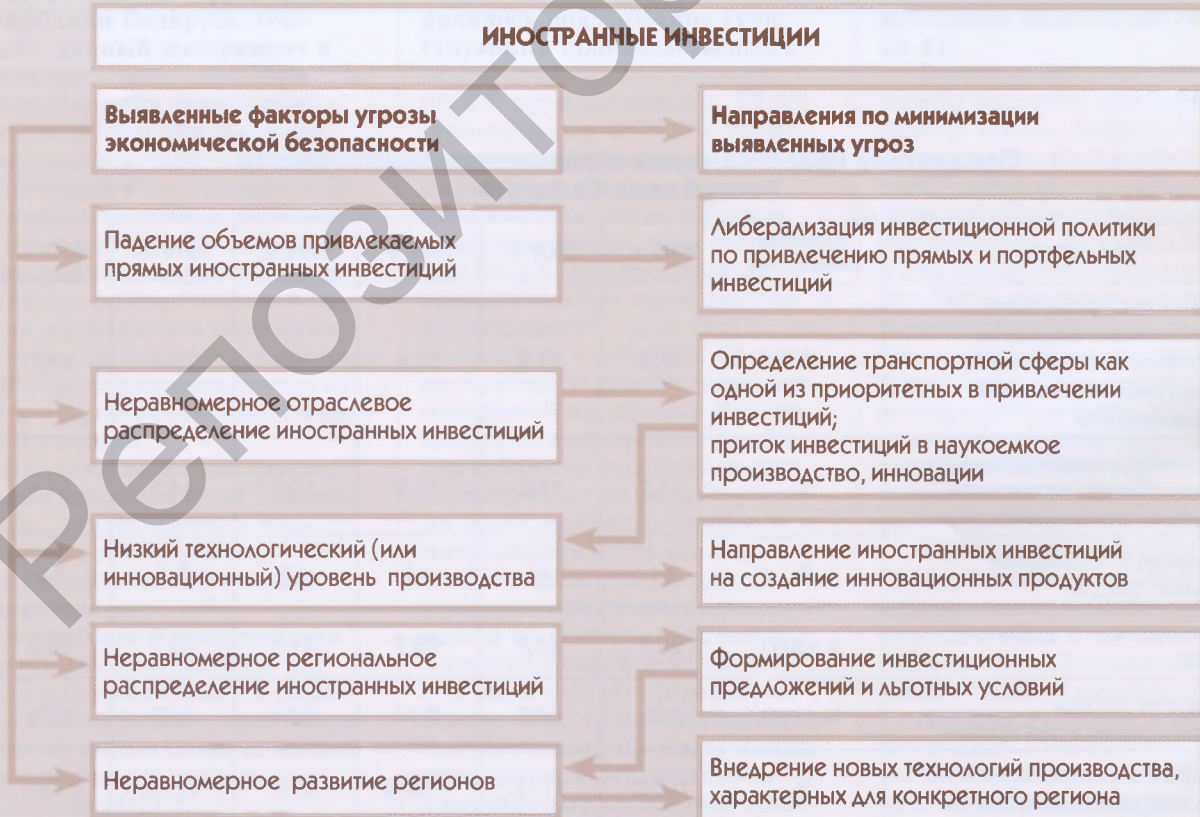 ИНОСТРАННЫЕ ИНВЕСТИЦИИ
Выявленные факторы угрозы
экономической безопасности
Направления по минимизации
выявленных угроз
Падение объемов привлекаемых
прямых иностранных инвестиций
Либерализация инвестиционной политики
по привлечению прямых и портфельных
инвестиций
Неравномерное отраслевое
распределение иностранных инвестиций
Определение транспортной сферы как
одной из приоритетных в привлечении
инвестиций;
приток инвестиций в наукоемкое
производство, инновации
Низкий технологический (или
инновационный) уровень производства
Направление иностранных инвестиций
на создание инновационных продуктов
Неравномерное региональное
распределение иностранных инвестиций
Формирование инвестиционных
предложений и льготных условий
Неравномерное развитие регионов
Внедрение новых технологий производства,
характерных для конкретного региона